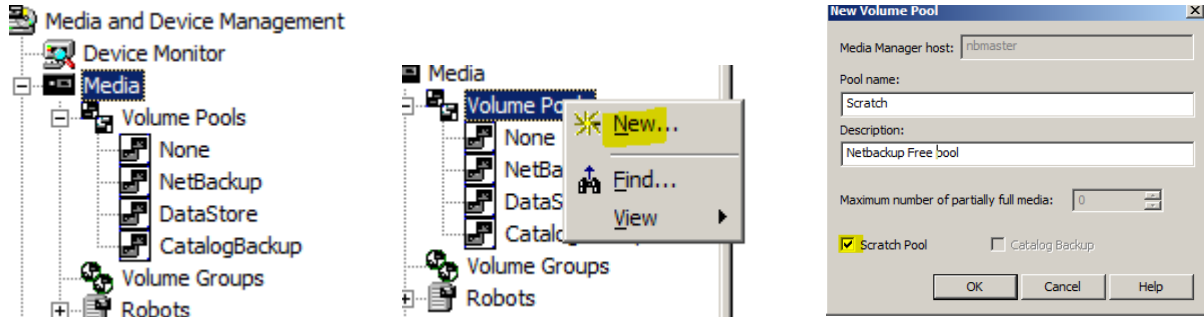 Media and Device Management
Device Monitor
Media
Volume Pools
None
NetBackup
DataStore
CatalogBackup
Volume Groups
Robots
Media
Volume Po
None
NetBa
DataS
Catalo
Volume Groups
Robots
New...
Find...
View
New Volume Pool
Media Manager host: nbmaster
Pool name:
Scratch
Description:
Netbackup Free pool
Maximum number of partially full media: 0
Scratch Pool Catalog Backup
OK Cancel Help